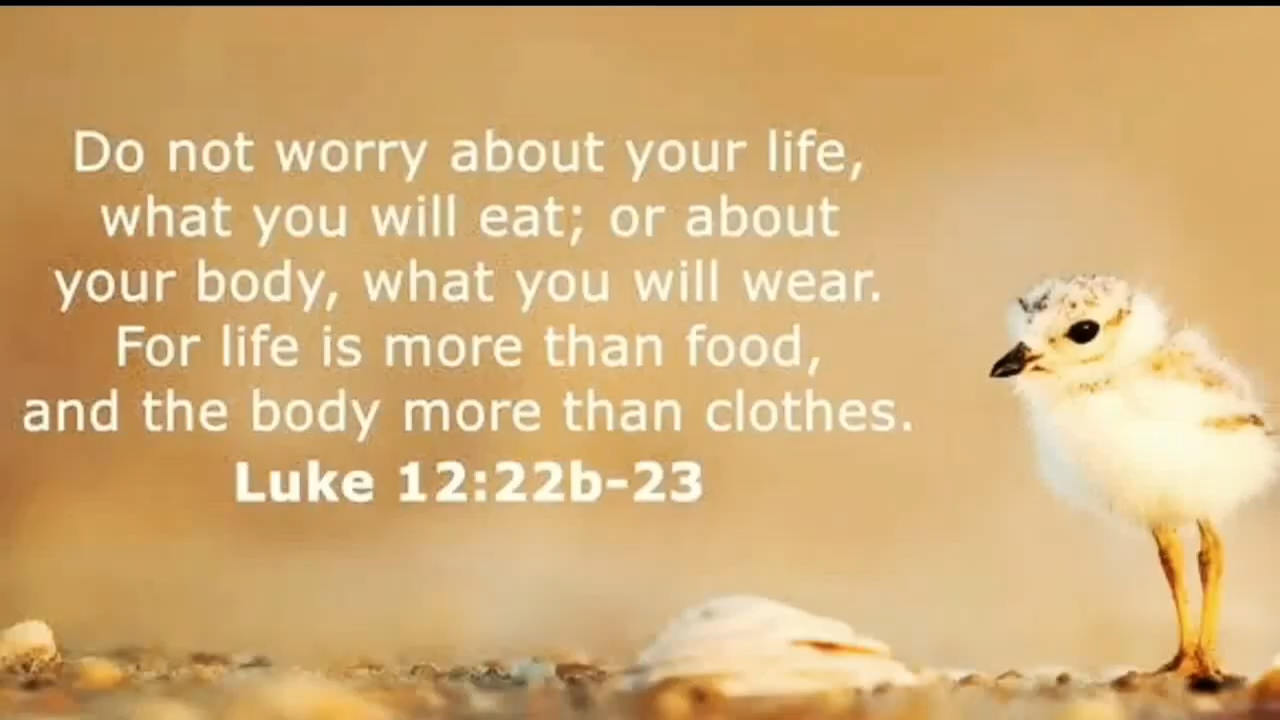 Do not worry about your life,
what you will eat; or about
your body, what you will wear.
For life is more than food,
and the body more than clothes.
Luke 12:22b-23